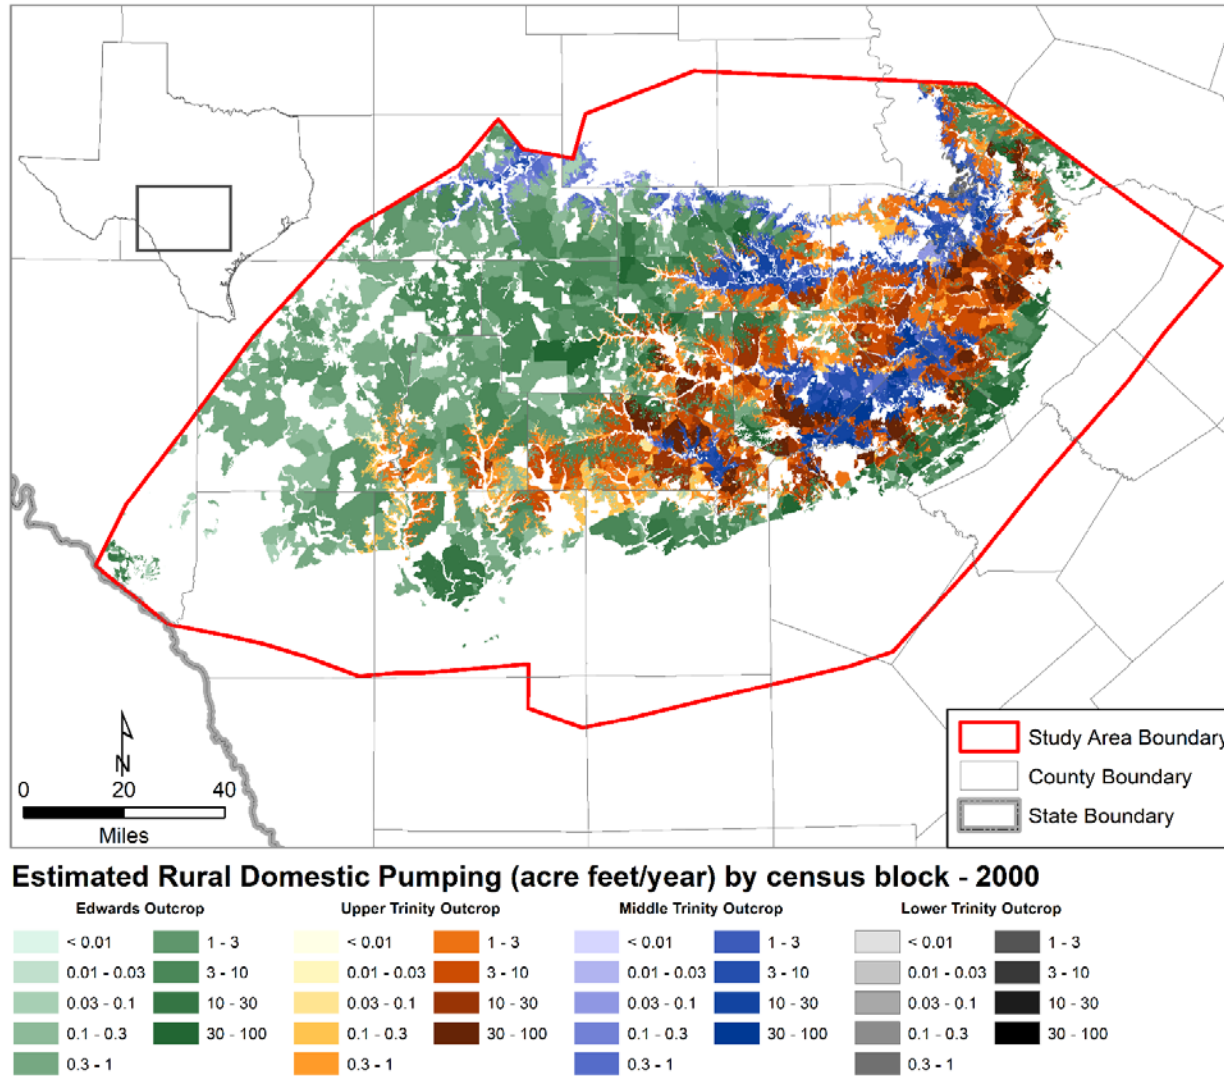 N
0 20 40
Miles
Study Area Boundary
County Boundary
State Boundary
Estimated Rural Domestic Pumping (acre feet/year) by census block - 2000
Edwards Outcrop Upper Trinity Outcrop Middle Trinity Outcrop Lower Trinity Outcrop
< 0.01 1 - 3 < 0.01 1 - 3 < 0.01 1 - 3 < 0.01 1 - 3
0.01 - 0.03 3 - 10 0.01 - 0.03 3 - 10 0.01 - 0.03 3 - 10 0.01 - 0.03 3 - 10
0.03 - 0.1 10 - 30 0.03 - 0.1 10 - 30 0.03 - 0.1 10 - 30 0.03 - 0.1 10 - 30
0.1 - 0.3 30 - 100 0.1 - 0.3 30 - 100 0.1 - 0.3 30 - 100 0.1 - 0.3 30 - 100
0.3 - 1 0.3 - 1 0.3 - 1 0.3 - 1